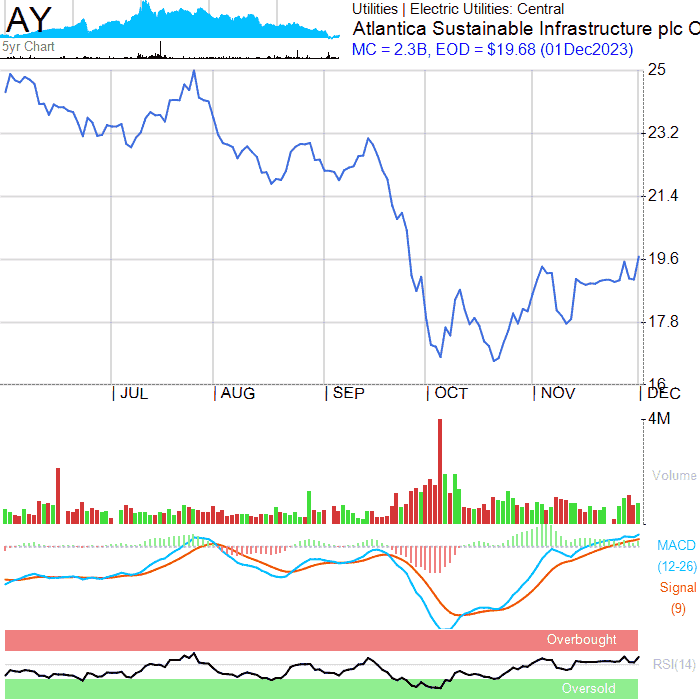 AY
5yr Chart
Utilities | Electric Utilities: Central
Atlantica Sustainable Infrastructure plc O
MC = 2.3B, EOD = $19.68 (01Dec2023)
25
23.2
21.4
19.6
17.8
16
JUL
AUG
SEP
OCT
NOV
DEC
4M
Volume
MACD
(12-26)
Signal
(9)
Overbought
RSI(14)
Oversold